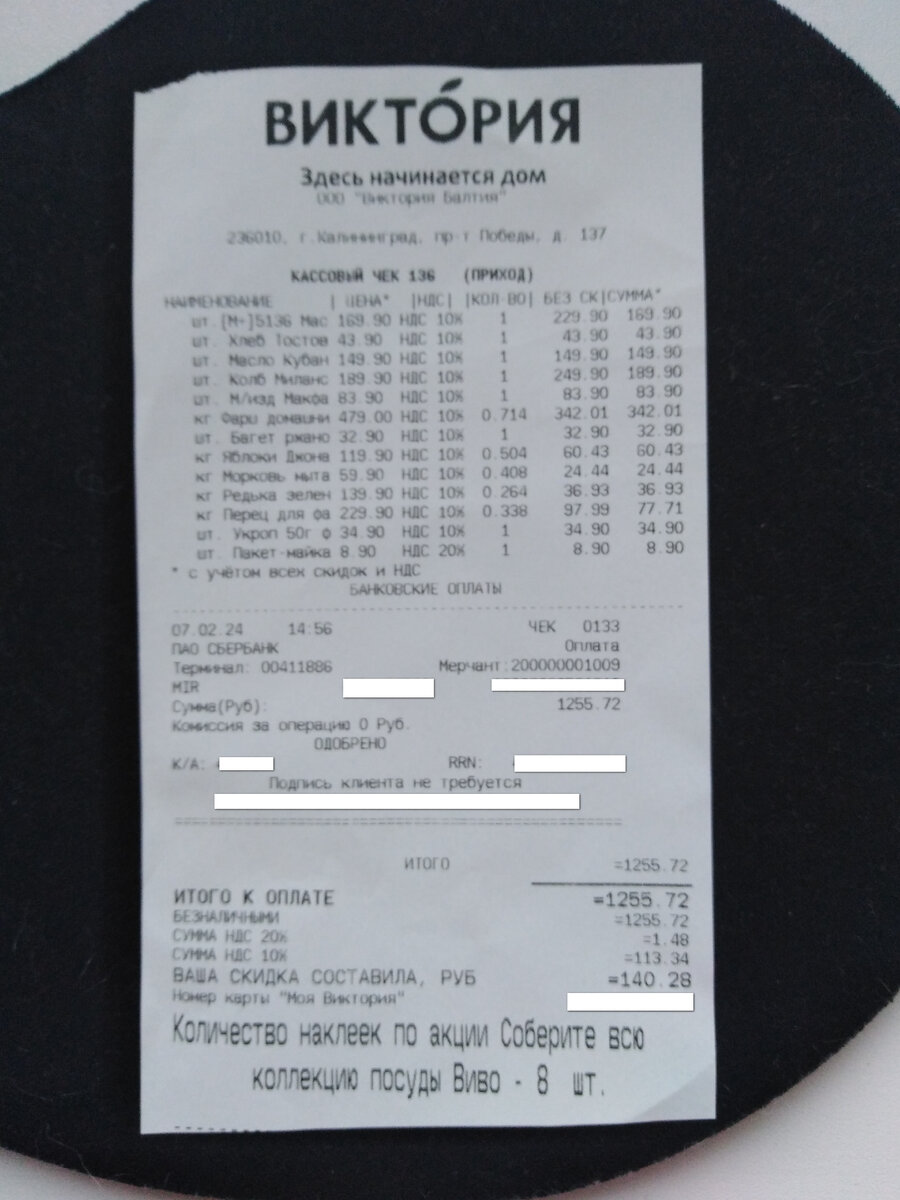 ВИКТОРИЯ
Здесь начинается дом
ООО "Виктория Балтия"
236010, г.Калининград, пр-т Победы, д. 137
КАССОВЫЙ ЧЕК 136 (ПРИХОД)
НАИМЕНОВАНИЕ | ЦЕНА* |НДС| |КОЛ-ВО| БЕЗ СК|СУММА*
шт.[М+]5136 Мас 169.90 НДС 10% 1 229.90 169.90
шт. Хлеб Тостов 43.90 НДС 10% 1 43.90 43.90
шт. Масло Кубан 149.90 НДС 10% 1 149.90 149.90
шт. Колб Миланс 189.90 НДС 10% 1 249.90 189.90
шт. М/изд Макфа 83.90 НДС 10% 1 83.90 83.90
кг Фарш домашни 479.00 НДС 10% 0.714 342.01 342.01
шт. Багет ржано 32.90 НДС 10% 1 32.90 32.90
кг Яблоки Джона 119.90 НДС 10% 0.504 60.43 60.43
кг Морковь мыта 59.90 НДС 10% 0.408 24.44 24.44
кг Редька зелен 139.90 НДС 10% 0.264 36.93 36.93
кг Перец для фа 229.90 НДС 10% 0.338 97.99 77.71
шт. Укроп 50г ф 34.90 НДС 10% 1 34.90 34.90
шт. Пакет-майка 8.90 НДС 20% 1 8.90 8.90
* с учётом всех скидок и НДС
БАНКОВСКИЕ ОПЛАТЫ
07.02.24 14:56 ЧЕК 0133
ПАО СБЕРБАНК Оплата
Терминал: 00411886 Мерчант:200000001009
MIR
Сумма(Руб): 1255.72
Комиссия за операцию 0 Руб.
ОДОБРЕНО
К/А: RRN:
Подпись клиента не требуется
ИТОГО =1255.72
ИТОГО К ОПЛАТЕ =1255.72
БЕЗНАЛИЧНЫМИ =1255.72
СУММА НДС 20% =1.48
СУММА НДС 10% =113.34
ВАША СКИДКА СОСТАВИЛА, РУБ =140.28
Номер карты "Моя Виктория"
Количество наклеек по акции Соберите всю
коллекцию посуды Виво - 8 шт.